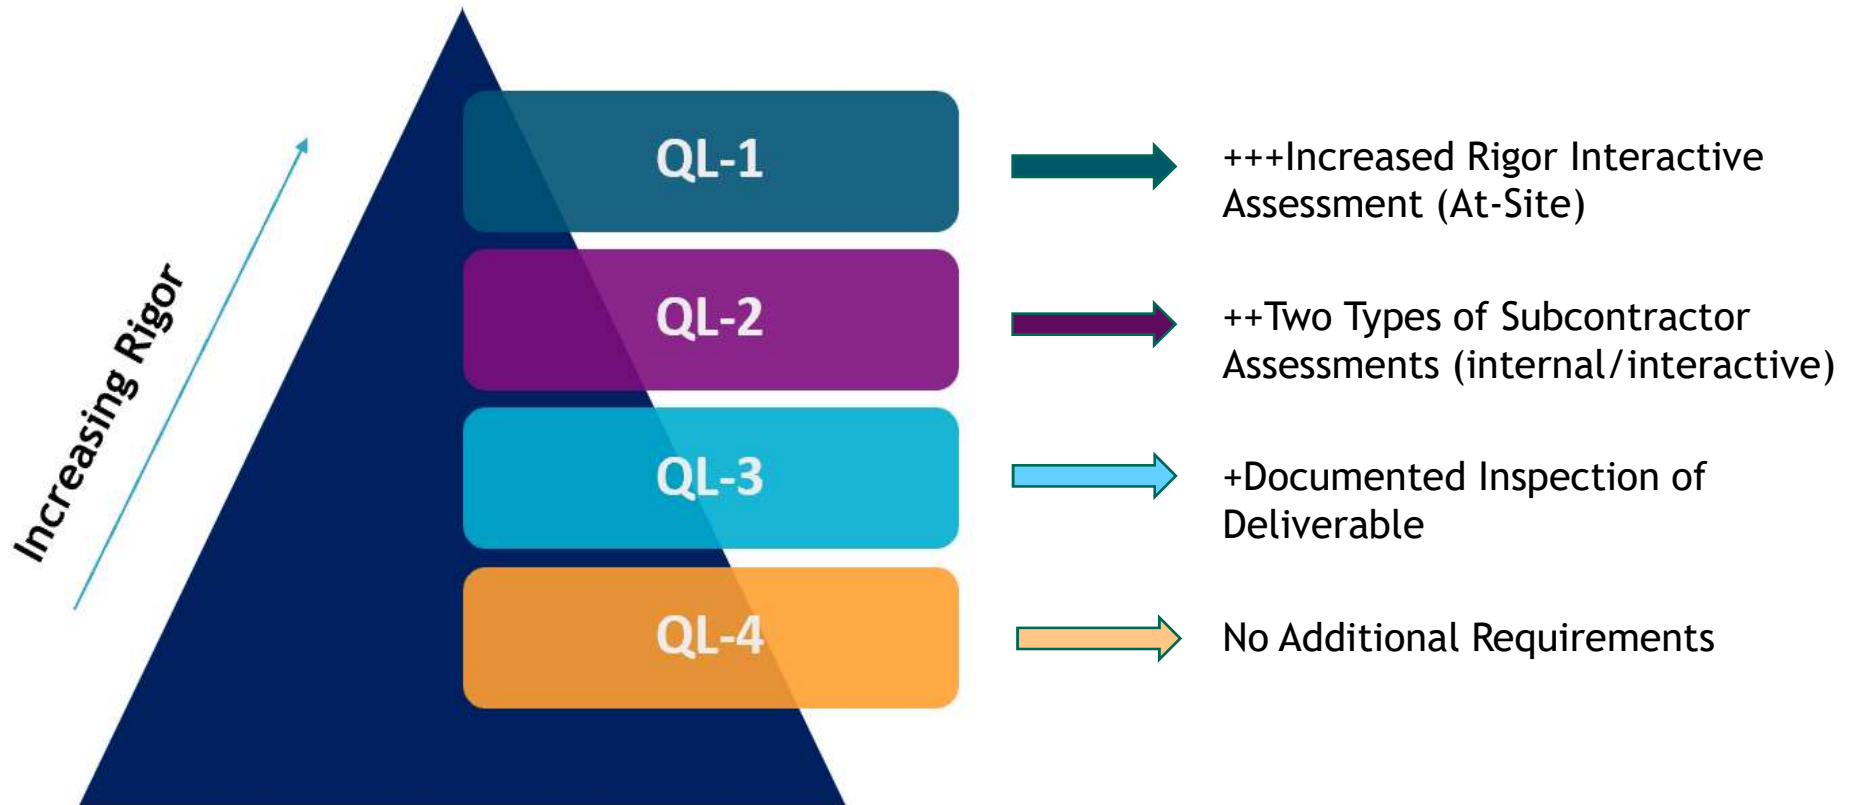 Increasing Rigor
QL-1
+++Increased Rigor Interactive
Assessment (At-Site)
QL-2
++Two Types of Subcontractor
Assessments (internal/interactive)
QL-3
+Documented Inspection of
Deliverable
QL-4
No Additional Requirements